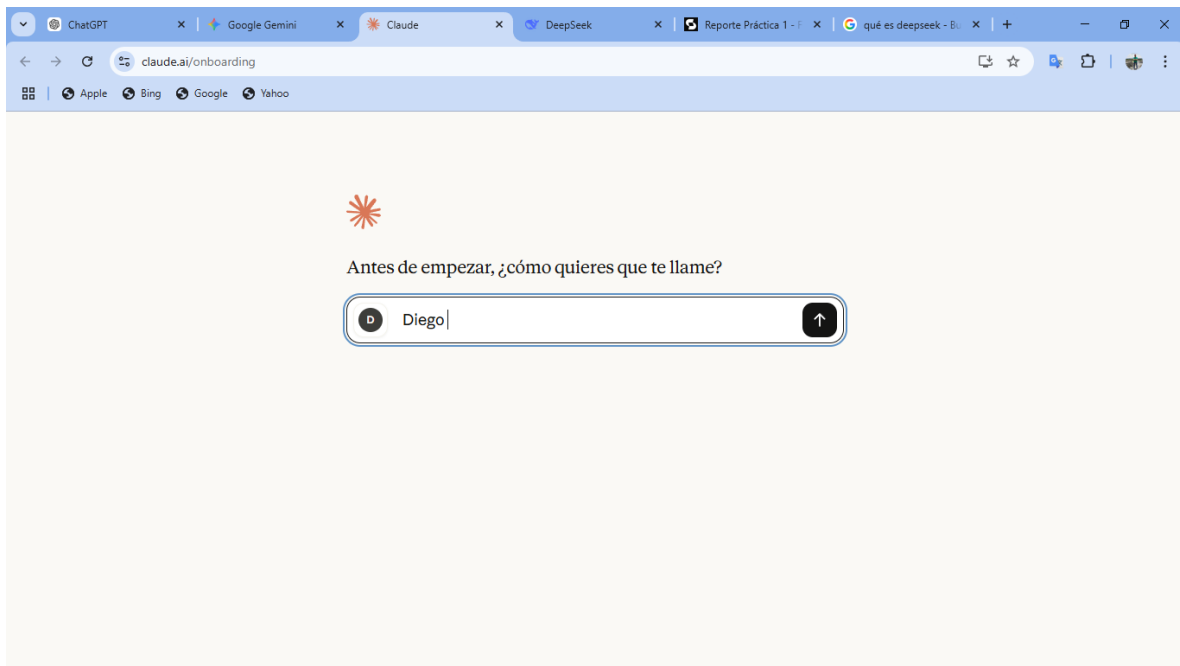 ChatGPT
Google Gemini
Claude
DeepSeek
Reporte Práctica 1 -
qué es deepseek -
claude.ai/onboarding
Apple
Bing
Google
Yahoo
Antes de empezar, ¿cómo quieres que te llame?
D
Diego